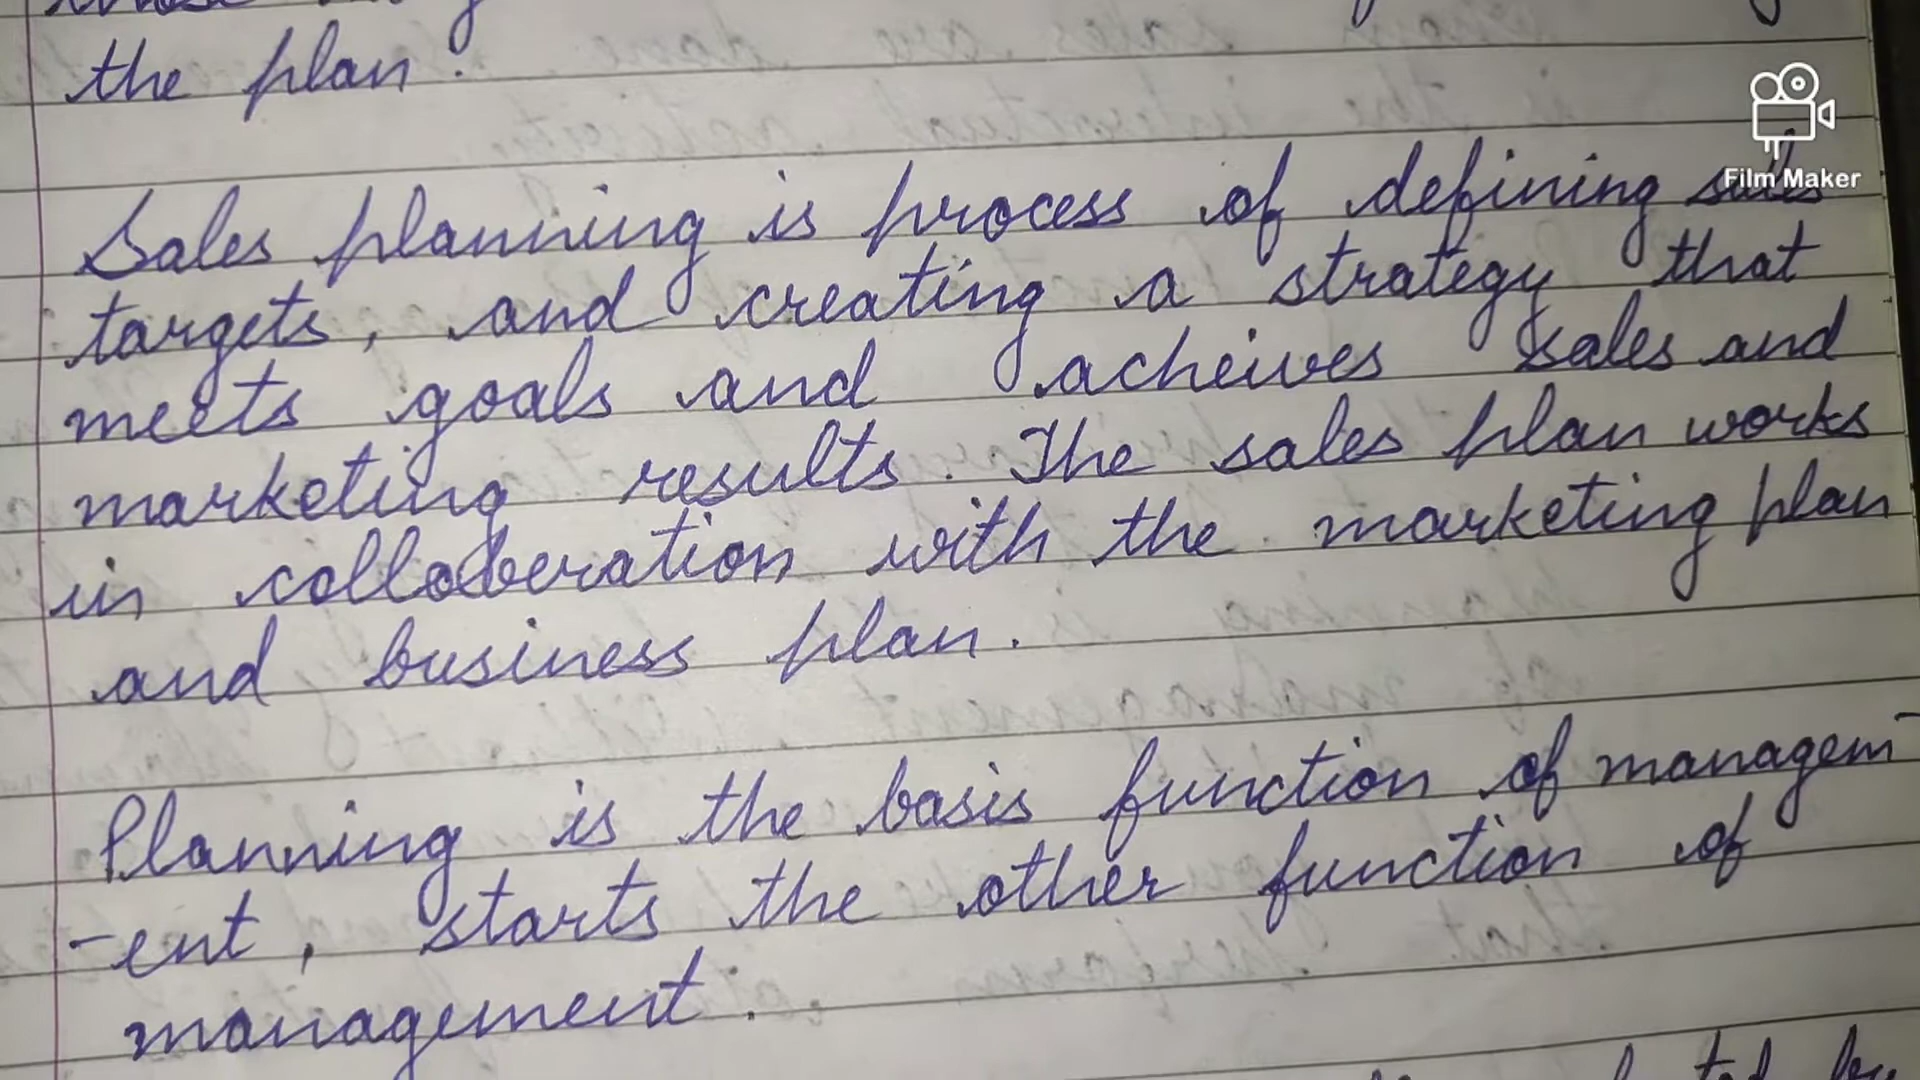 the plan.
Sales planning is process of defining sales
targets, and creating a strategy that
meets goals and acheives sales and
marketing results. The sales plan works
in colloberation with the marketing plan
and business plan.
Planning is the basis function of managem-
-ent, starts the other function of
management.
Film Maker